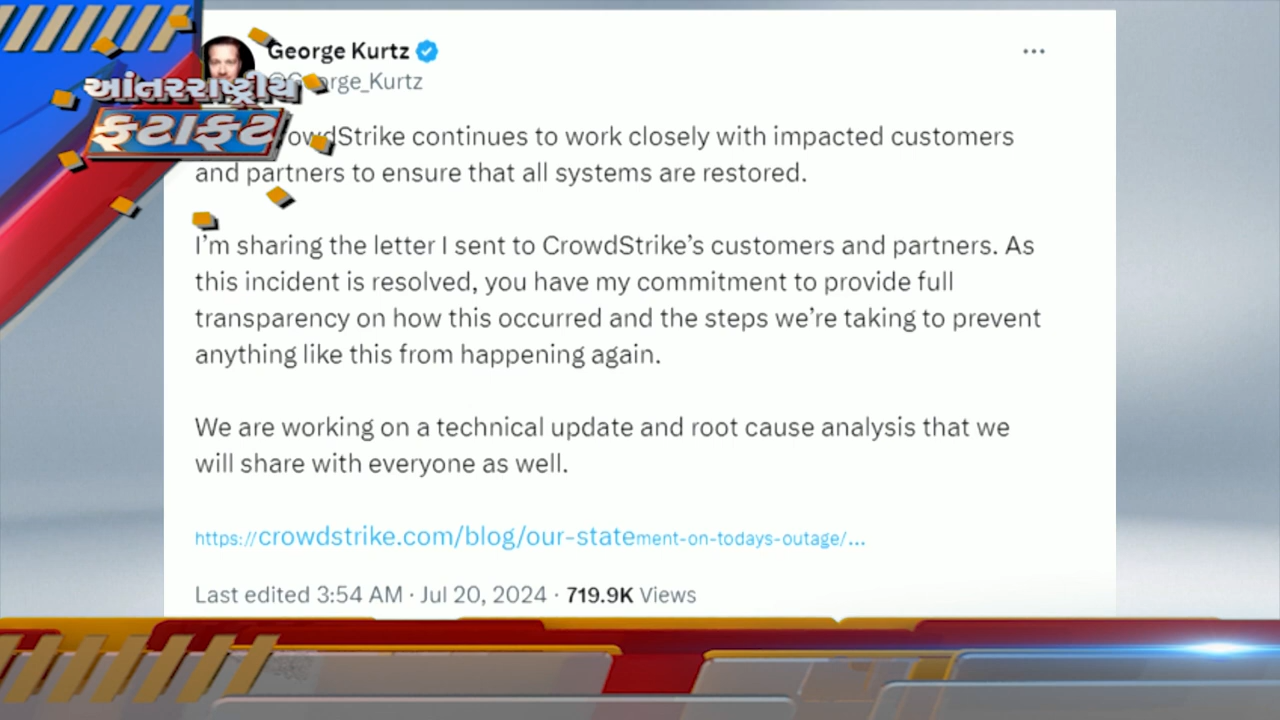 George Kurtz
rge_Kurtz
આંતરરાષ્ટ્રીય
ફટાફટ
CrowdStrike continues to work closely with impacted customers
and partners to ensure that all systems are restored.
I’m sharing the letter I sent to CrowdStrike’s customers and partners. As
this incident is resolved, you have my commitment to provide full
transparency on how this occurred and the steps we’re taking to prevent
anything like this from happening again.
We are working on a technical update and root cause analysis that we
will share with everyone as well.
https://crowdstrike.com/blog/our-statement-on-todays-outage/...
Last edited 3:54 AM · Jul 20, 2024 · 719.9K Views